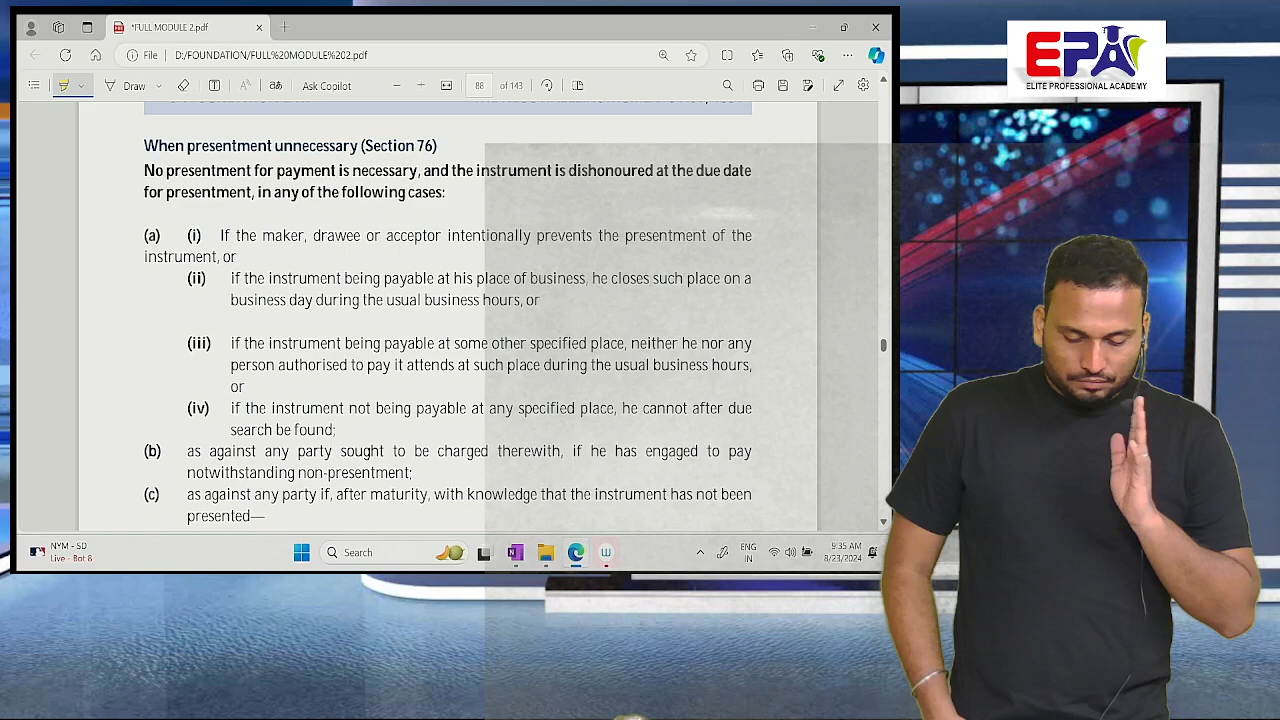 *FULL MODULE 2.pdf
File
88 of 143
Draw
Ask Copilot
When presentment unnecessary (Section 76)
No presentment for payment is necessary, and the instrument is dishonoured at the due date
for presentment, in any of the following cases:
(a) (i) If the maker, drawee or acceptor intentionally prevents the presentment of the
instrument, or
(ii) if the instrument being payable at his place of business, he closes such place on a
business day during the usual business hours, or
(iii) if the instrument being payable at some other specified place, neither he nor any
person authorised to pay it attends at such place during the usual business hours,
or
(iv) if the instrument not being payable at any specified place, he cannot after due
search be found;
(b) as against any party sought to be charged therewith, if he has engaged to pay
notwithstanding non-presentment;
(c) as against any party if, after maturity, with knowledge that the instrument has not been
presented—
NYM - SD
Live - Bot 8
Search
ENG
IN
9:35 AM
8/23/2024
EPA
ELITE PROFESSIONAL ACADEMY